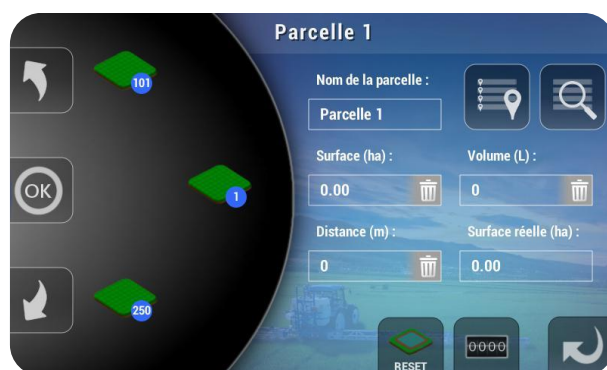 Parcelle 1
101
Nom de la parcelle :
Parcelle 1
OK
Surface (ha) :
Volume (L) :
1
0.00
0
Distance (m) :
Surface réelle (ha) :
250
0
0.00
0000
RESET